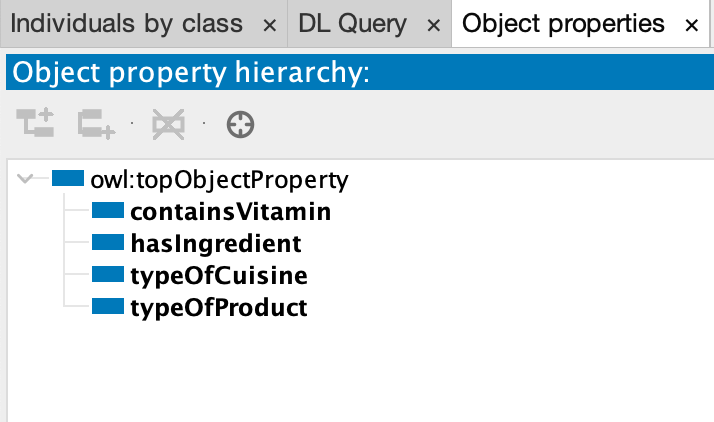 Individuals by class × DL Query × Object properties ×
Object property hierarchy:
owl:topObjectProperty
containsVitamin
hasIngredient
typeOfCuisine
typeOfProduct